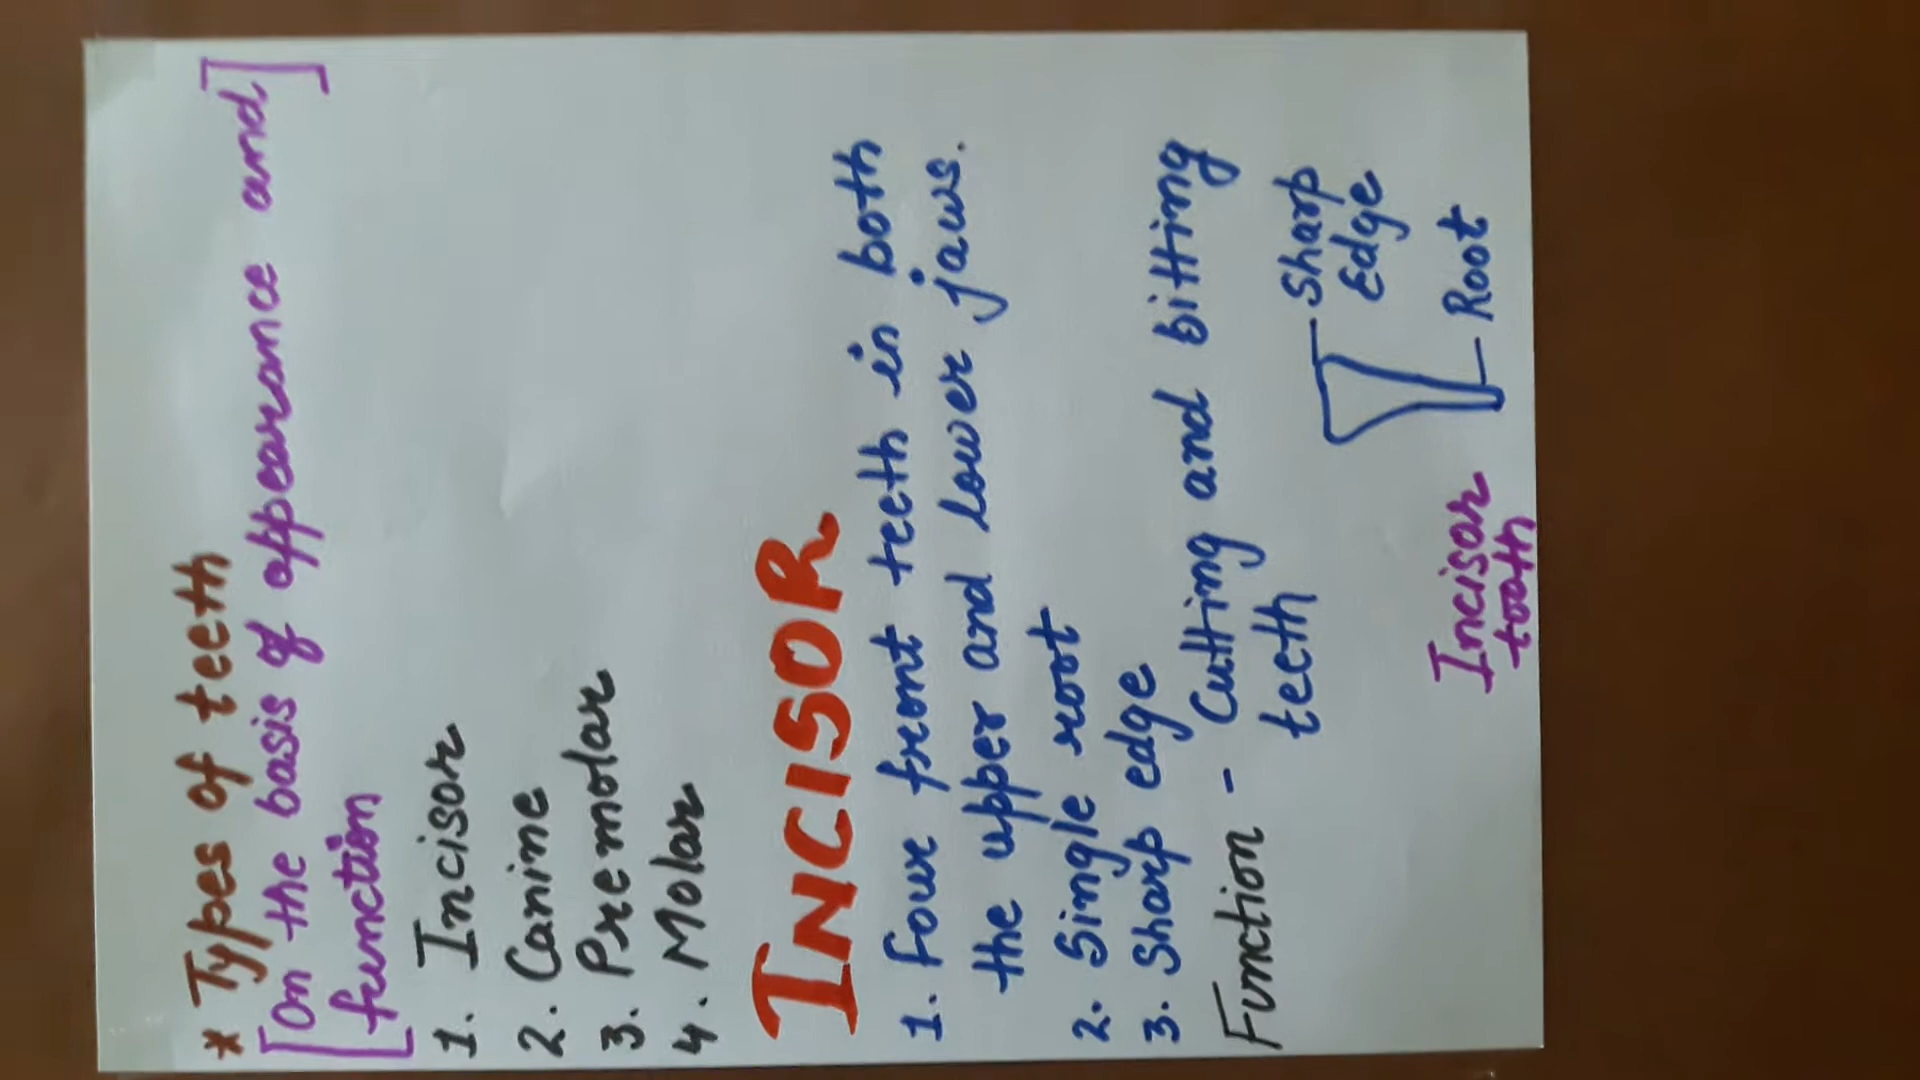 * Types of teeth
[On the basis of appearance and]
[function
1. Incisor
2. Canine
3. Premolar
4. Molar
INCISOR
1. Four front teeth in both
the upper and lower jaws.
2. Single root
3. Sharp edge
Function - Cutting and bitting
teeth
Sharp
Edge
Root
Incisor
tooth